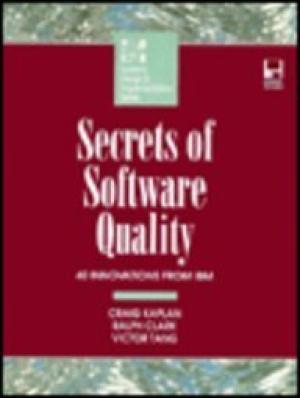 Secrets of
Software
Quality
40 INNOVATIONS FROM IBM
CRAIG KAPLAN
RALPH CLARK
VICTOR TANG